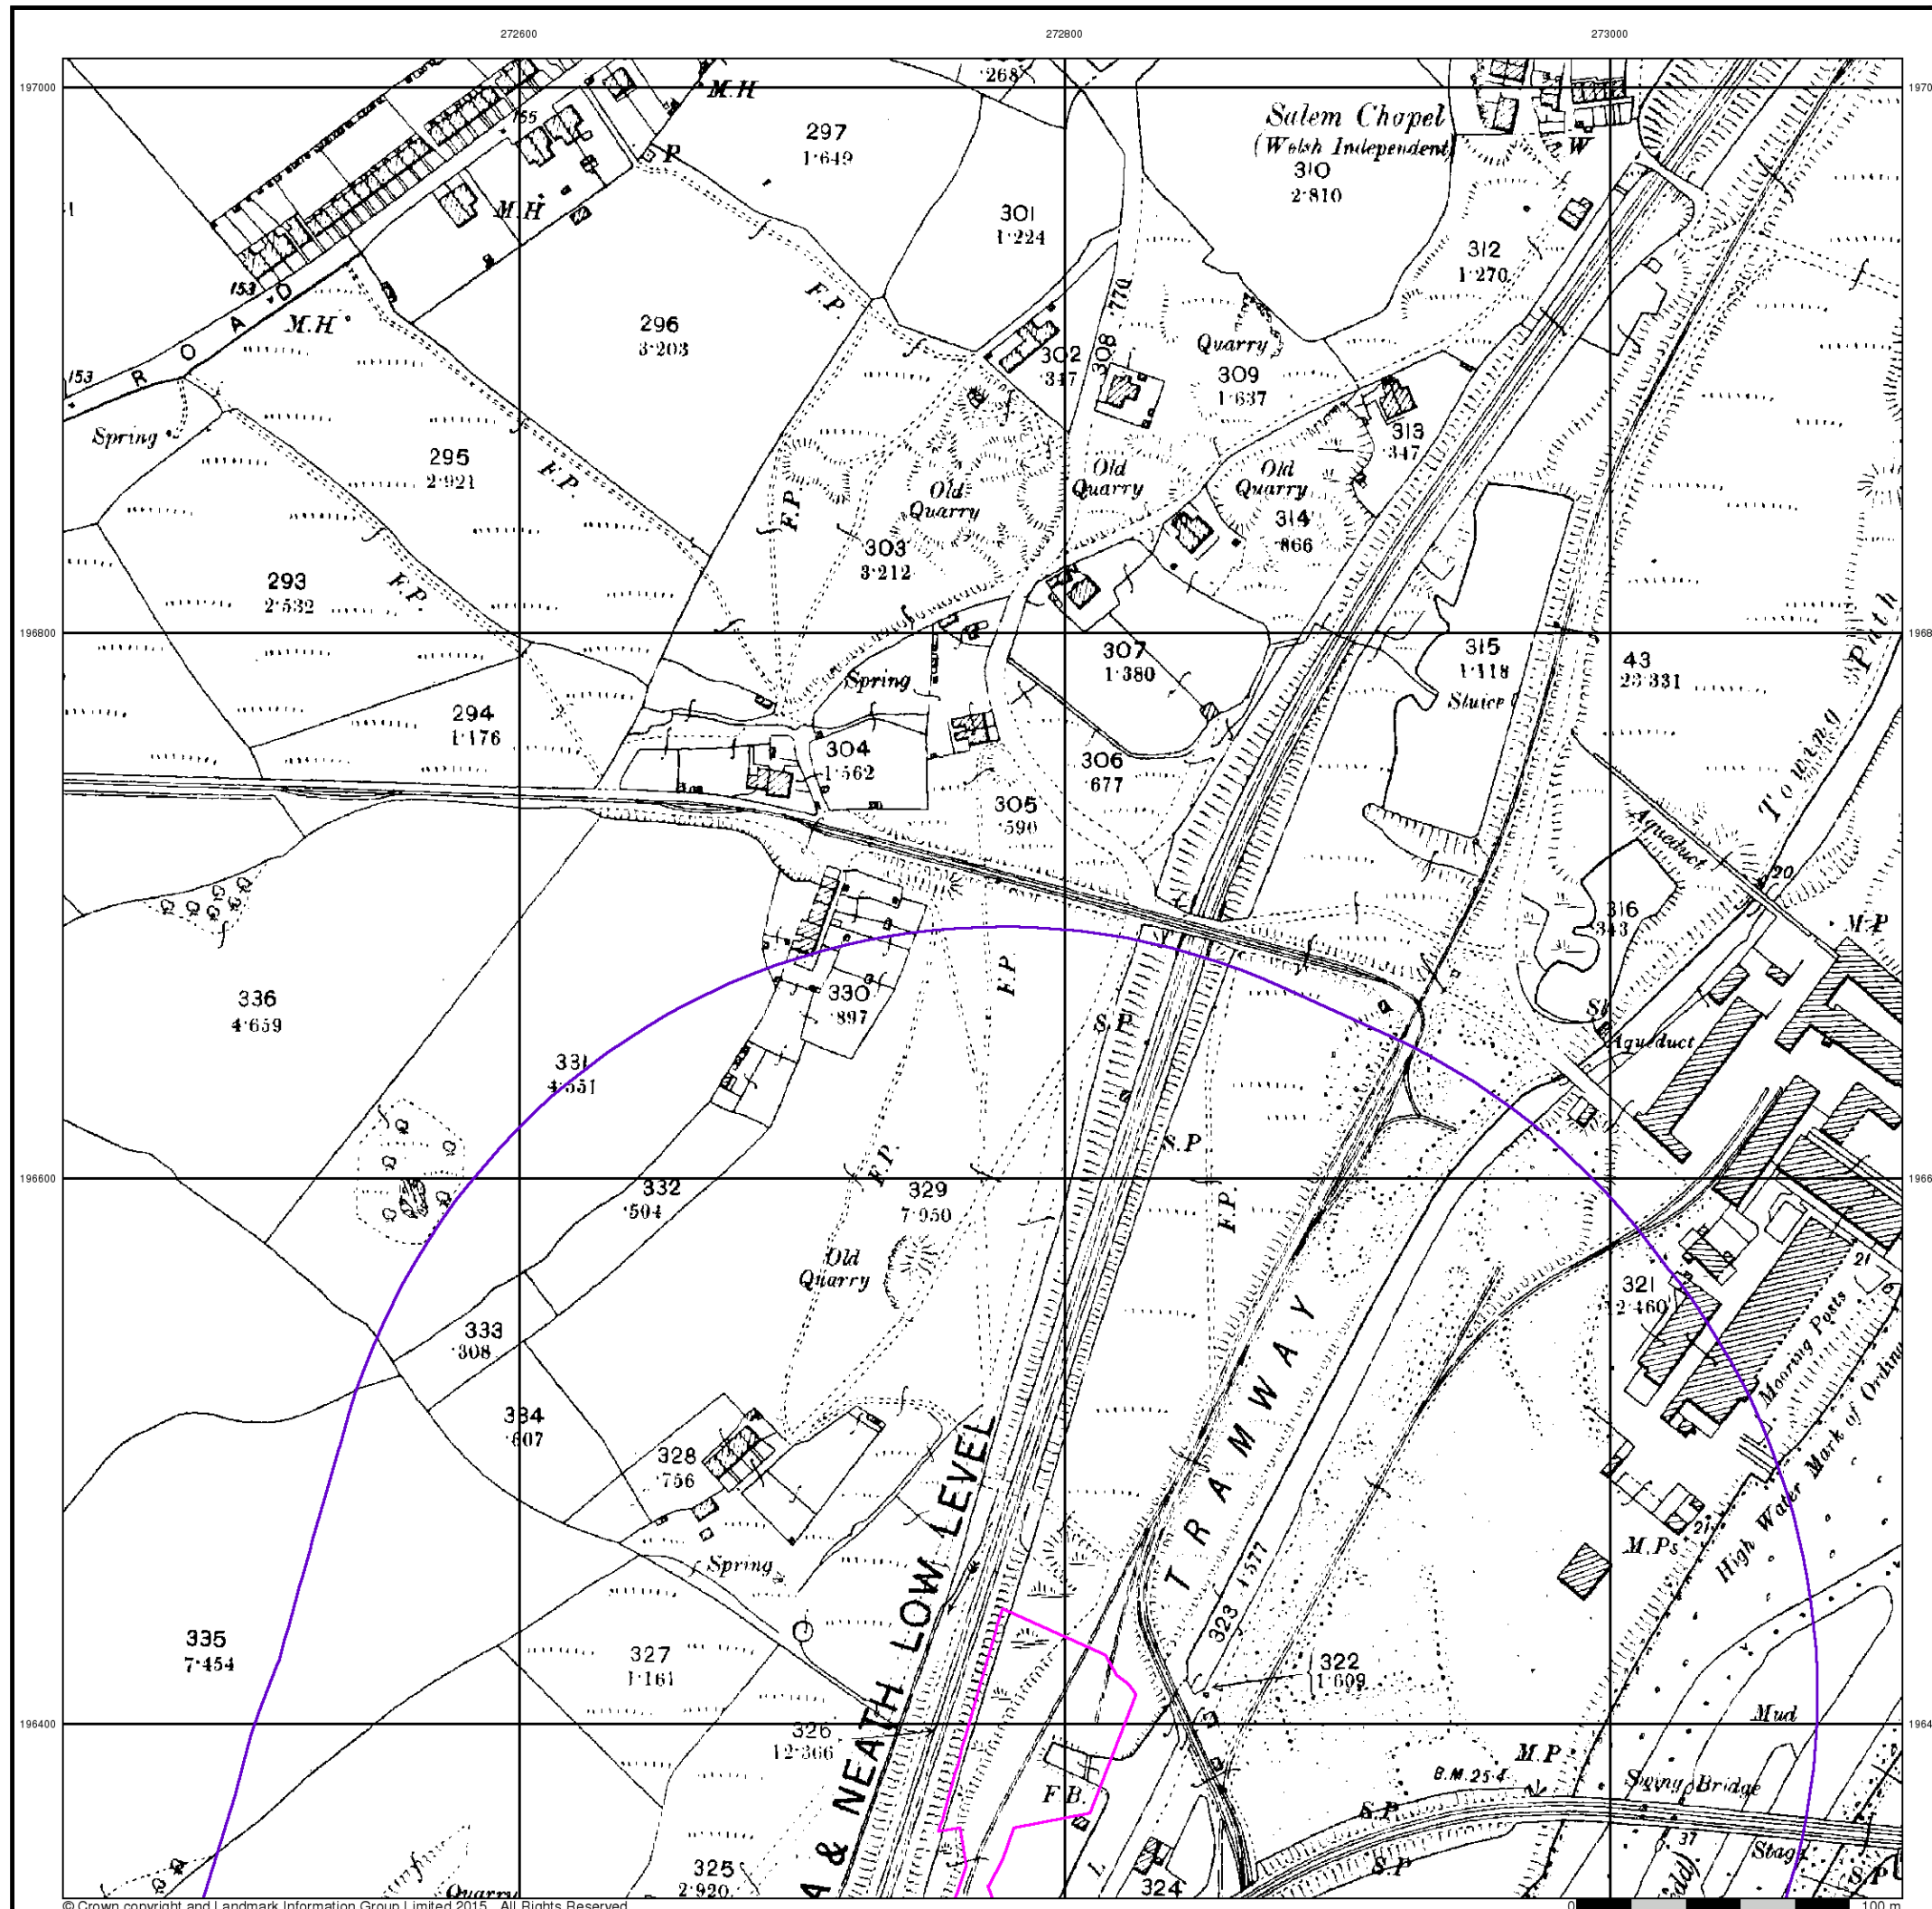 272600
272800
273000
197000
M.H
·268
297
1·649
Salem Chapel
(Welsh Independent)
310
2·810
W
155
P
M.H
301
1·224
312
1·270
153
M.H
ROAD
F.P.
296
3·203
·770
308
302
·347
Quarry
309
1·637
153
Spring
295
2·921
F.P.
F.P.
313
·347
Old
Quarry
Old
Quarry
Old
Quarry
314
·866
303
3·212
293
2·532
F.P.
196800
Spring
307
1·380
315
1·118
Sluice
43
23·331
Towing Path
294
1·176
304
1·562
306
·677
305
·590
Aqueduct
20
316
·343
M.P
336
4·659
330
·897
F.P.
S.P
Aqueduct
331
4·551
S.P
196600
332
·504
F.P.
329
7·950
F.P.
Old
Quarry
21
321
12·460
Mooring Posts
333
·308
TRAMWAY
334
·607
328
·756
High Water Mark of
M.Ps
21
Spring
& NEATH LOW LEVEL
323
1·577
335
7·454
327
1·161
322
1·609
196400
326
12·366
Mud
M.P
B.M.25·4
Swing Bridge
F.B.
S.P
37
S.P
325
2·920
324
S.P
Quarry
© Crown copyright and Landmark Information Group Limited 2015. All Rights Reserved.
0
100 m